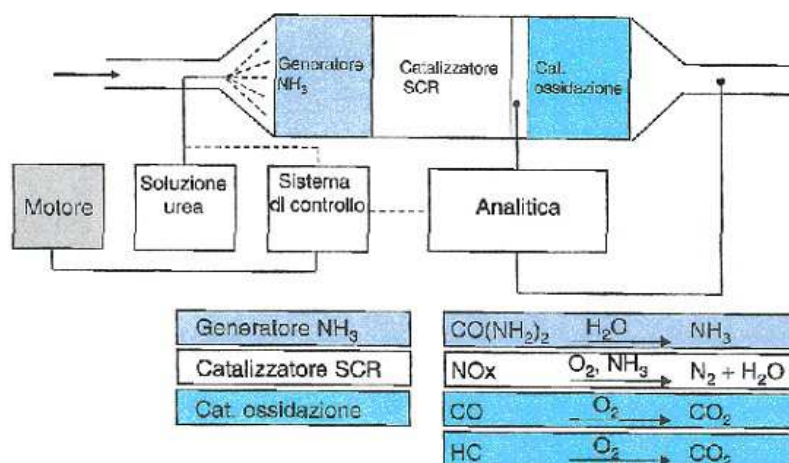 Generatore
NH₃
Catalizzatore
SCR
Cat.
ossidazione
Motore
Soluzione
urea
Sistema
di controllo
Analitica
Generatore NH₃
CO(NH₂)₂ H₂O NH₃
Catalizzatore SCR
NOx O₂, NH₃ N₂ + H₂O
Cat. ossidazione
CO O₂ CO₂
HC O₂ CO₂